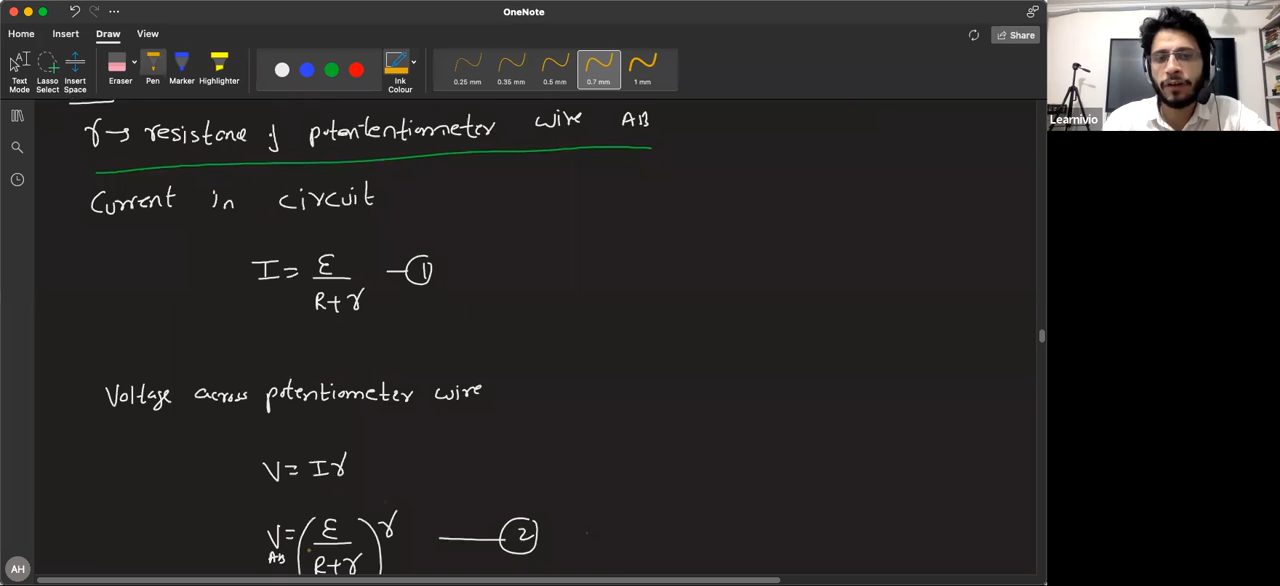 OneNote
Home Insert Draw View
Share
Text Mode Lasso Select Insert Space Eraser Pen Marker Highlighter Ink Colour 0.25 mm 0.35 mm 0.5 mm 0.7 mm 1 mm
Learnivio
r → resistance of potententiometer wire AB
Current in circuit
I = ε/(R+r) — ①
Voltage across potentiometer wire
V = Ir
V_AB = (ε/(R+r)) r — ②
AH